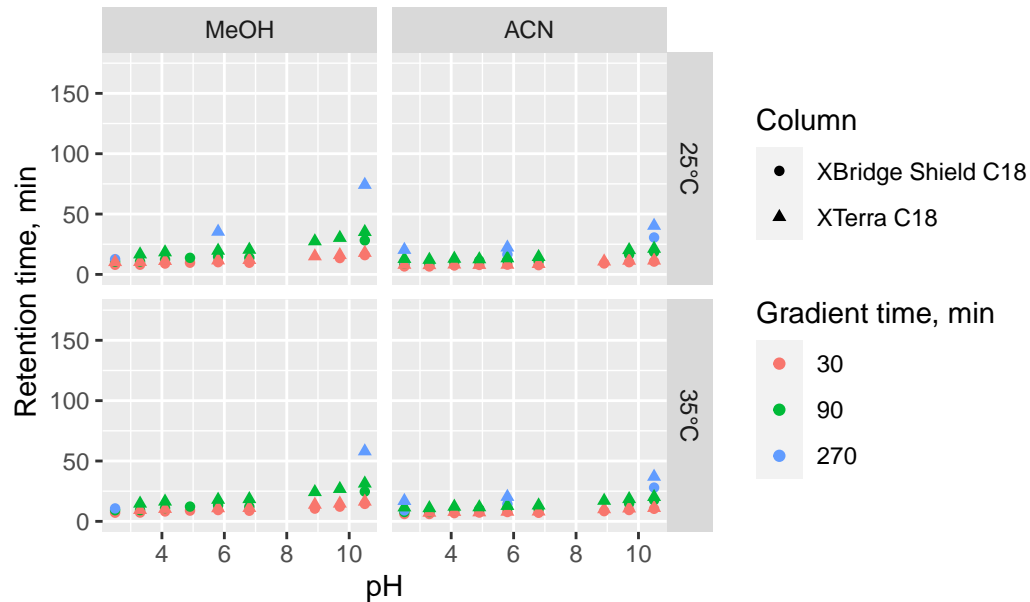 MeOH
ACN
150
100
50
0
25°C
150
100
50
0
35°C
4 6 8 10
4 6 8 10
Retention time, min
pH
Column
XBridge Shield C18
XTerra C18
Gradient time, min
30
90
270